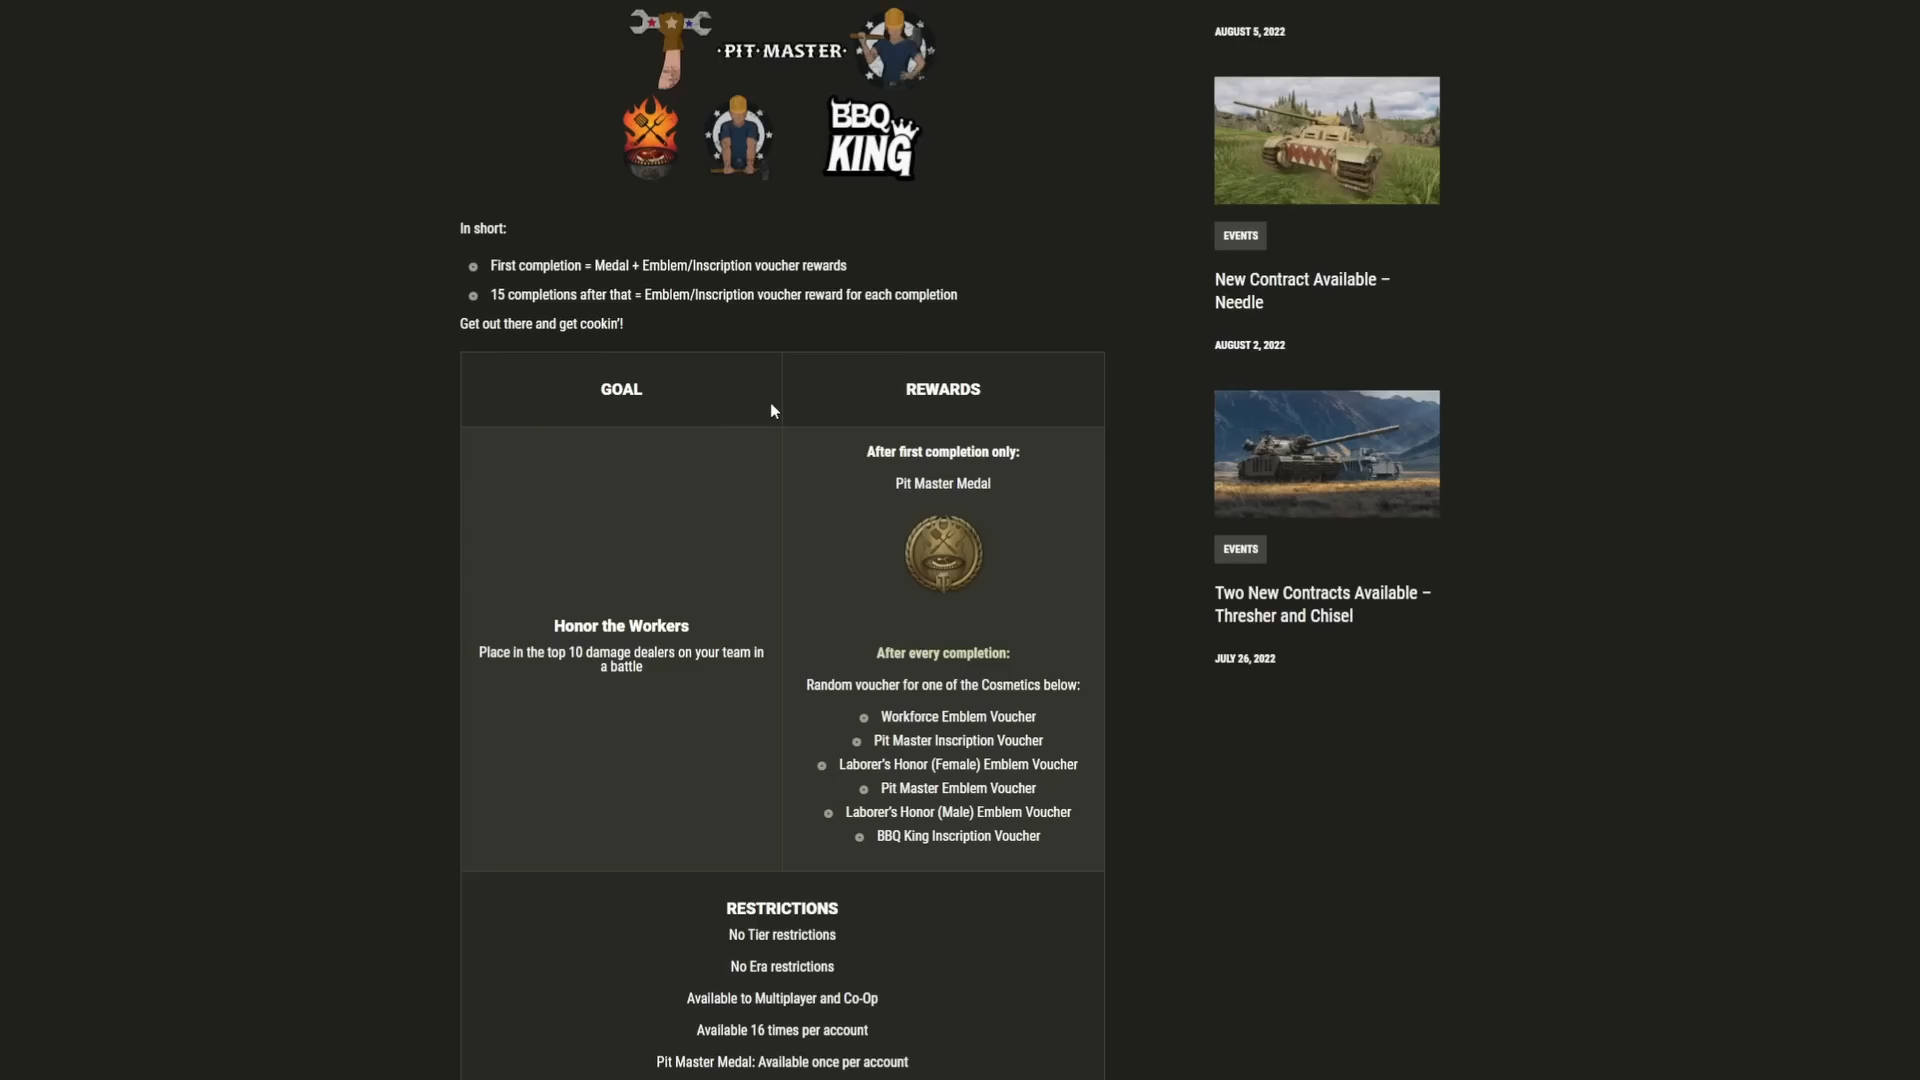 ·PIT·MASTER·
BBQ
KING
In short:
First completion = Medal + Emblem/Inscription voucher rewards
15 completions after that = Emblem/Inscription voucher reward for each completion
Get out there and get cookin'!
GOAL
REWARDS
Honor the Workers
Place in the top 10 damage dealers on your team in
a battle
After first completion only:
Pit Master Medal
After every completion:
Random voucher for one of the Cosmetics below:
Workforce Emblem Voucher
Pit Master Inscription Voucher
Laborer's Honor (Female) Emblem Voucher
Pit Master Emblem Voucher
Laborer's Honor (Male) Emblem Voucher
BBQ King Inscription Voucher
RESTRICTIONS
No Tier restrictions
No Era restrictions
Available to Multiplayer and Co-Op
Available 16 times per account
Pit Master Medal: Available once per account
AUGUST 5, 2022
EVENTS
New Contract Available –
Needle
AUGUST 2, 2022
EVENTS
Two New Contracts Available –
Thresher and Chisel
JULY 26, 2022